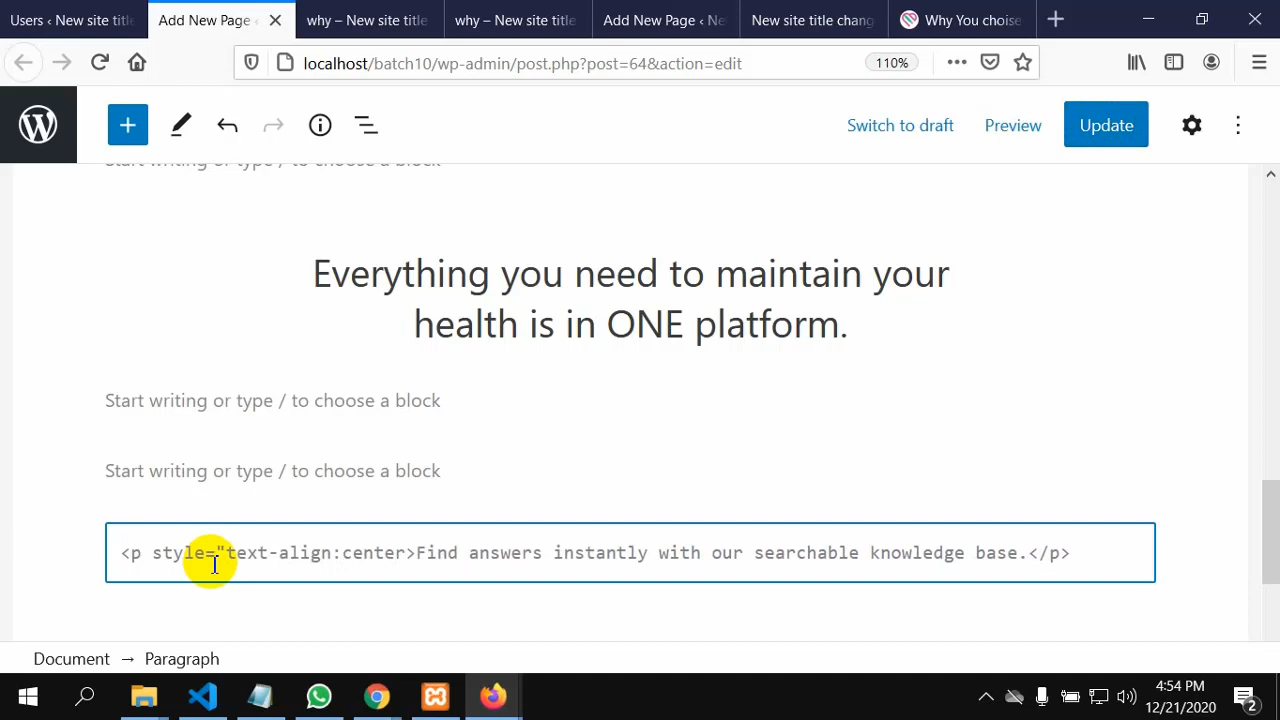 Users ‹ New site title
Add New Page ‹
why – New site title
why – New site title
Add New Page ‹ Ne
New site title chang
Why You choise
localhost/batch10/wp-admin/post.php?post=64&action=edit
110%
Switch to draft
Preview
Update
Start writing or type / to choose a block
Everything you need to maintain your
health is in ONE platform.
Start writing or type / to choose a block
Start writing or type / to choose a block
<p style="text-align:center>Find answers instantly with our searchable knowledge base.</p>
Document → Paragraph
4:54 PM
12/21/2020
2